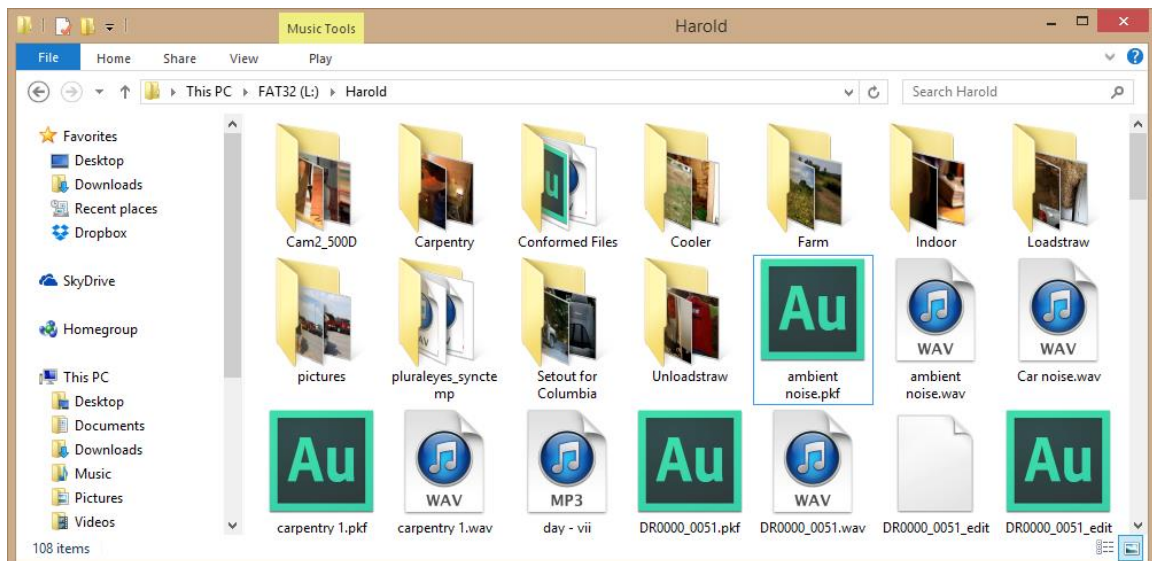 Music Tools
Harold
File Home Share View Play
This PC FAT32 (L:) Harold
Search Harold
Favorites
Desktop
Downloads
Recent places
Dropbox
SkyDrive
Homegroup
This PC
Desktop
Documents
Downloads
Music
Pictures
Videos
Au
Cam2_500D Carpentry Conformed Files Cooler Farm Indoor Loadstraw
Au WAV WAV
pictures pluraleyes_syncte Setout for Unloadstraw ambient ambient Car noise.wav
mp Columbia noise.pkf noise.wav
Au WAV MP3 Au WAV Au
carpentry 1.pkf carpentry 1.wav day - vii DR0000_0051.pkf DR0000_0051.wav DR0000_0051_edit DR0000_0051_edit
108 items